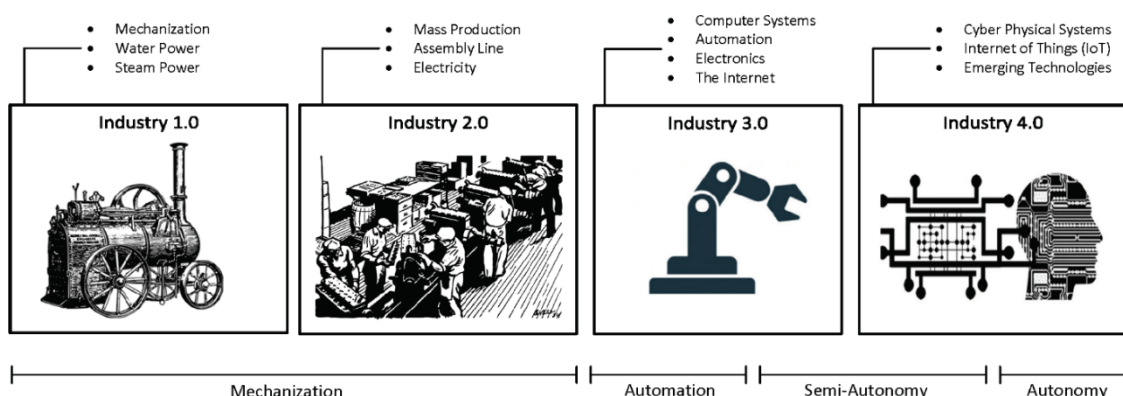 Mechanization
Water Power
Steam Power
Mass Production
Assembly Line
Electricity
Computer Systems
Automation
Electronics
The Internet
Cyber Physical Systems
Internet of Things (IoT)
Emerging Technologies
Industry 1.0
Industry 2.0
Industry 3.0
Industry 4.0
Mechanization
Automation
Semi-Autonomy
Autonomy